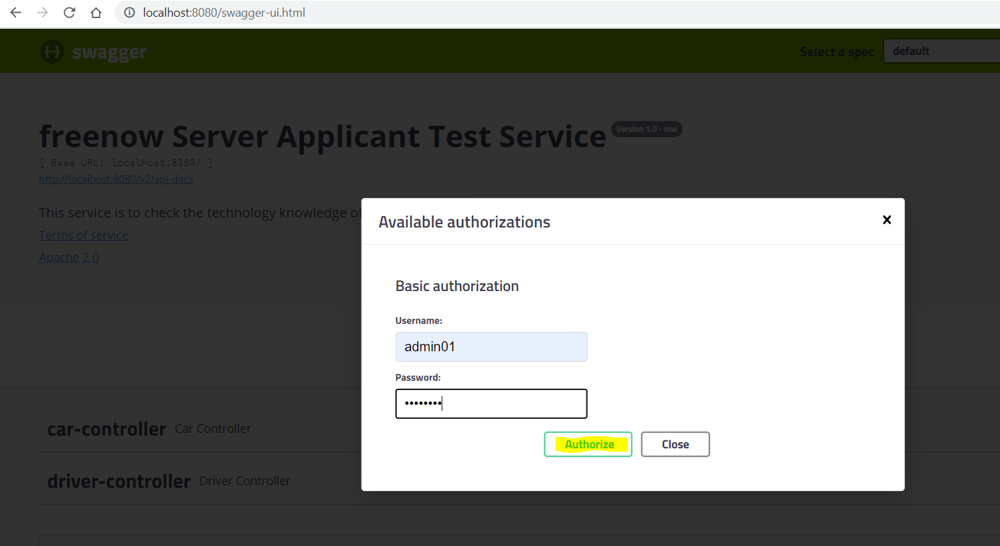 localhost:8080/swagger-ui.html
{···} swagger
Select a spec default
freenow Server Applicant Test Service Version 1.0 - mw
[ Base URL: localhost:8080/ ]
http://localhost:8080/v2/api-docs
This service is to check the technology knowledge of
Terms of service
Apache 2.0
Available authorizations
Basic authorization
Username:
admin01
Password:
••••••••
Authorize Close
car-controller Car Controller
driver-controller Driver Controller